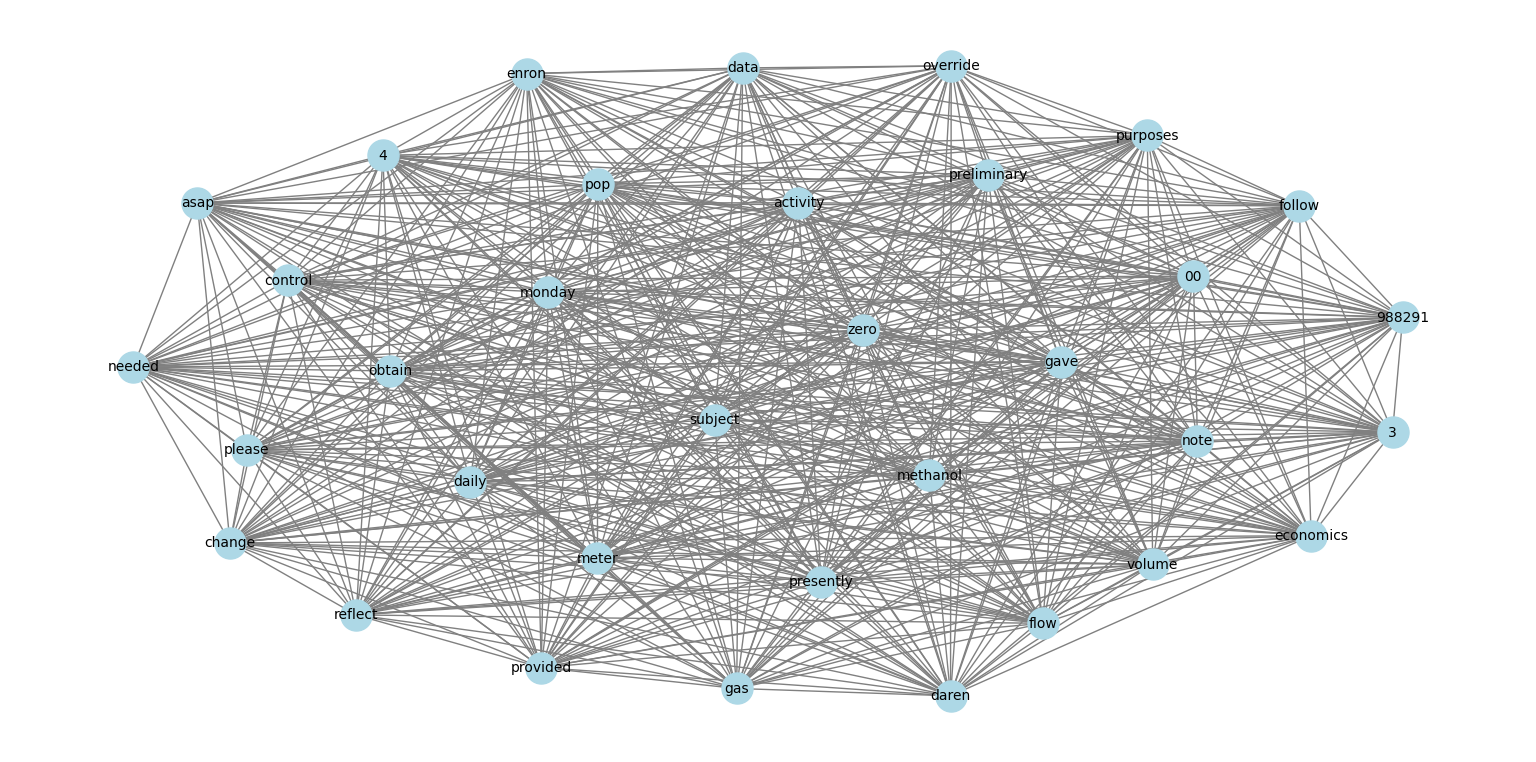 enron
data
override
purposes
4
preliminary
pop
asap
activity
follow
control
00
monday
988291
zero
gave
needed
obtain
subject
3
note
please
methanol
daily
economics
change
meter
volume
presently
reflect
flow
provided
gas
daren